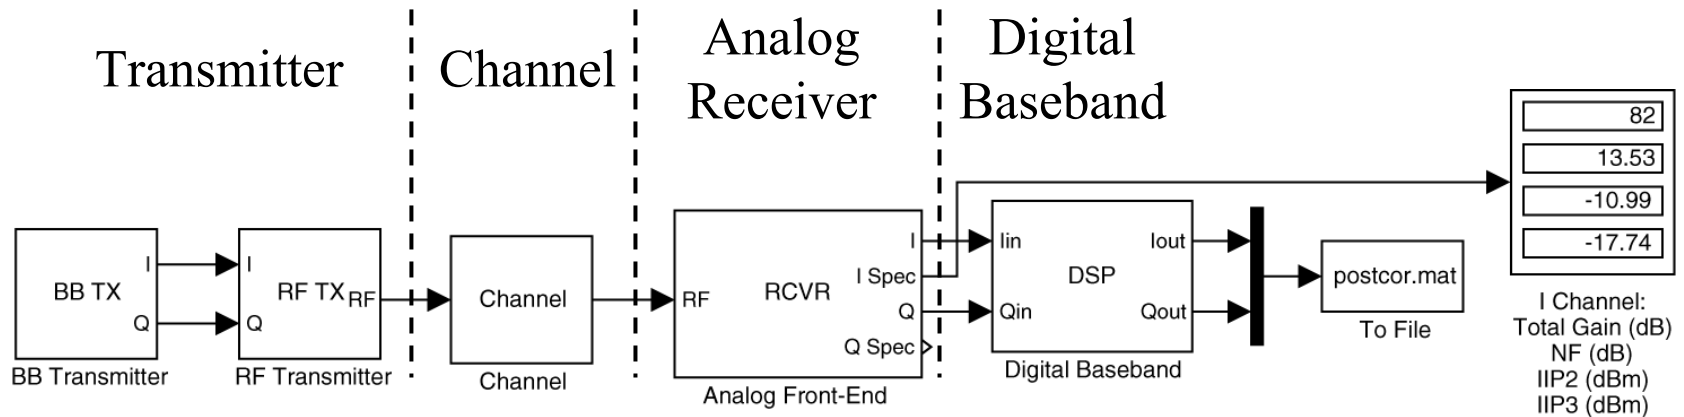 Transmitter
Channel
Analog
Receiver
Digital
Baseband
BB TX
I
Q
BB Transmitter
I
Q
RF TX
RF
RF Transmitter
Channel
Channel
RF
RCVR
I
I Spec
Q
Q Spec
Analog Front-End
Iin
Qin
DSP
Iout
Qout
Digital Baseband
postcor.mat
To File
82
13.53
-10.99
-17.74
I Channel:
Total Gain (dB)
NF (dB)
IIP2 (dBm)
IIP3 (dBm)